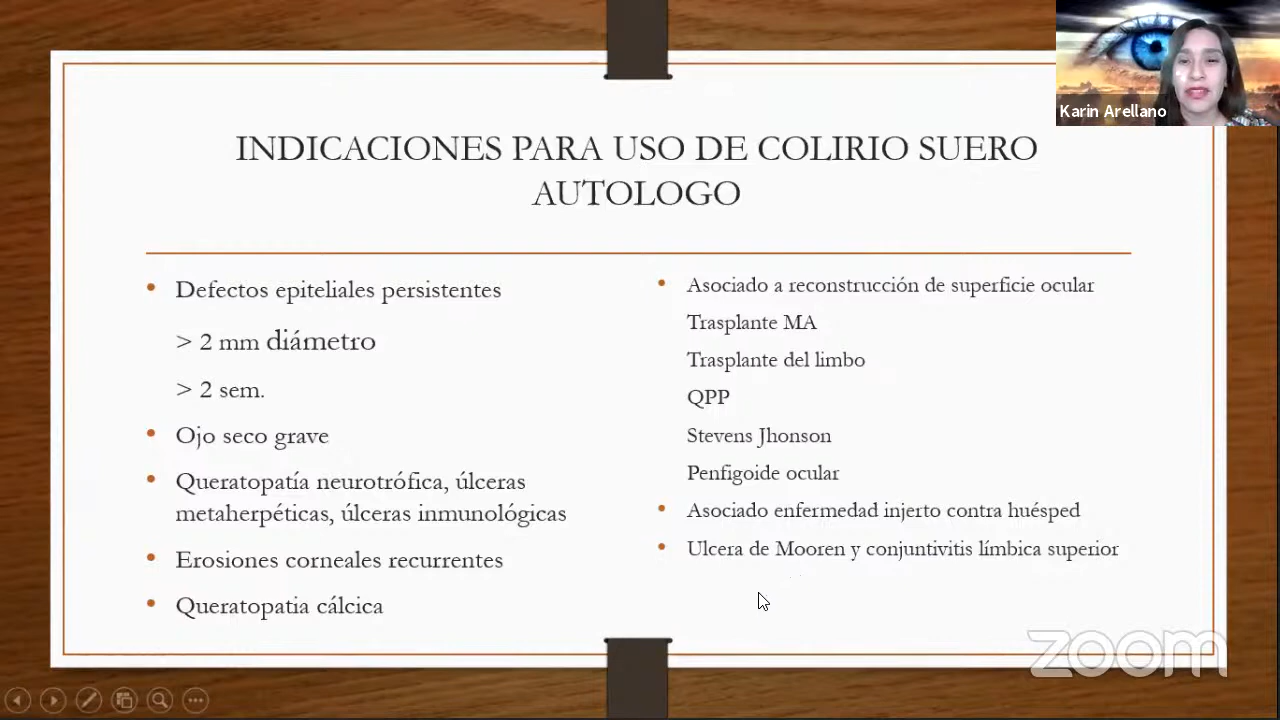 Karin Arellano
INDICACIONES PARA USO DE COLIRIO SUERO
AUTOLOGO
• Defectos epiteliales persistentes
> 2 mm diámetro
> 2 sem.
• Ojo seco grave
• Queratopatía neurotrófica, úlceras
metaherpéticas, úlceras inmunológicas
• Erosiones corneales recurrentes
• Queratopatia cálcica
• Asociado a reconstrucción de superficie ocular
Trasplante MA
Trasplante del limbo
QPP
Stevens Jhonson
Penfigoide ocular
• Asociado enfermedad injerto contra huésped
• Ulcera de Mooren y conjuntivitis límbica superior
zoom